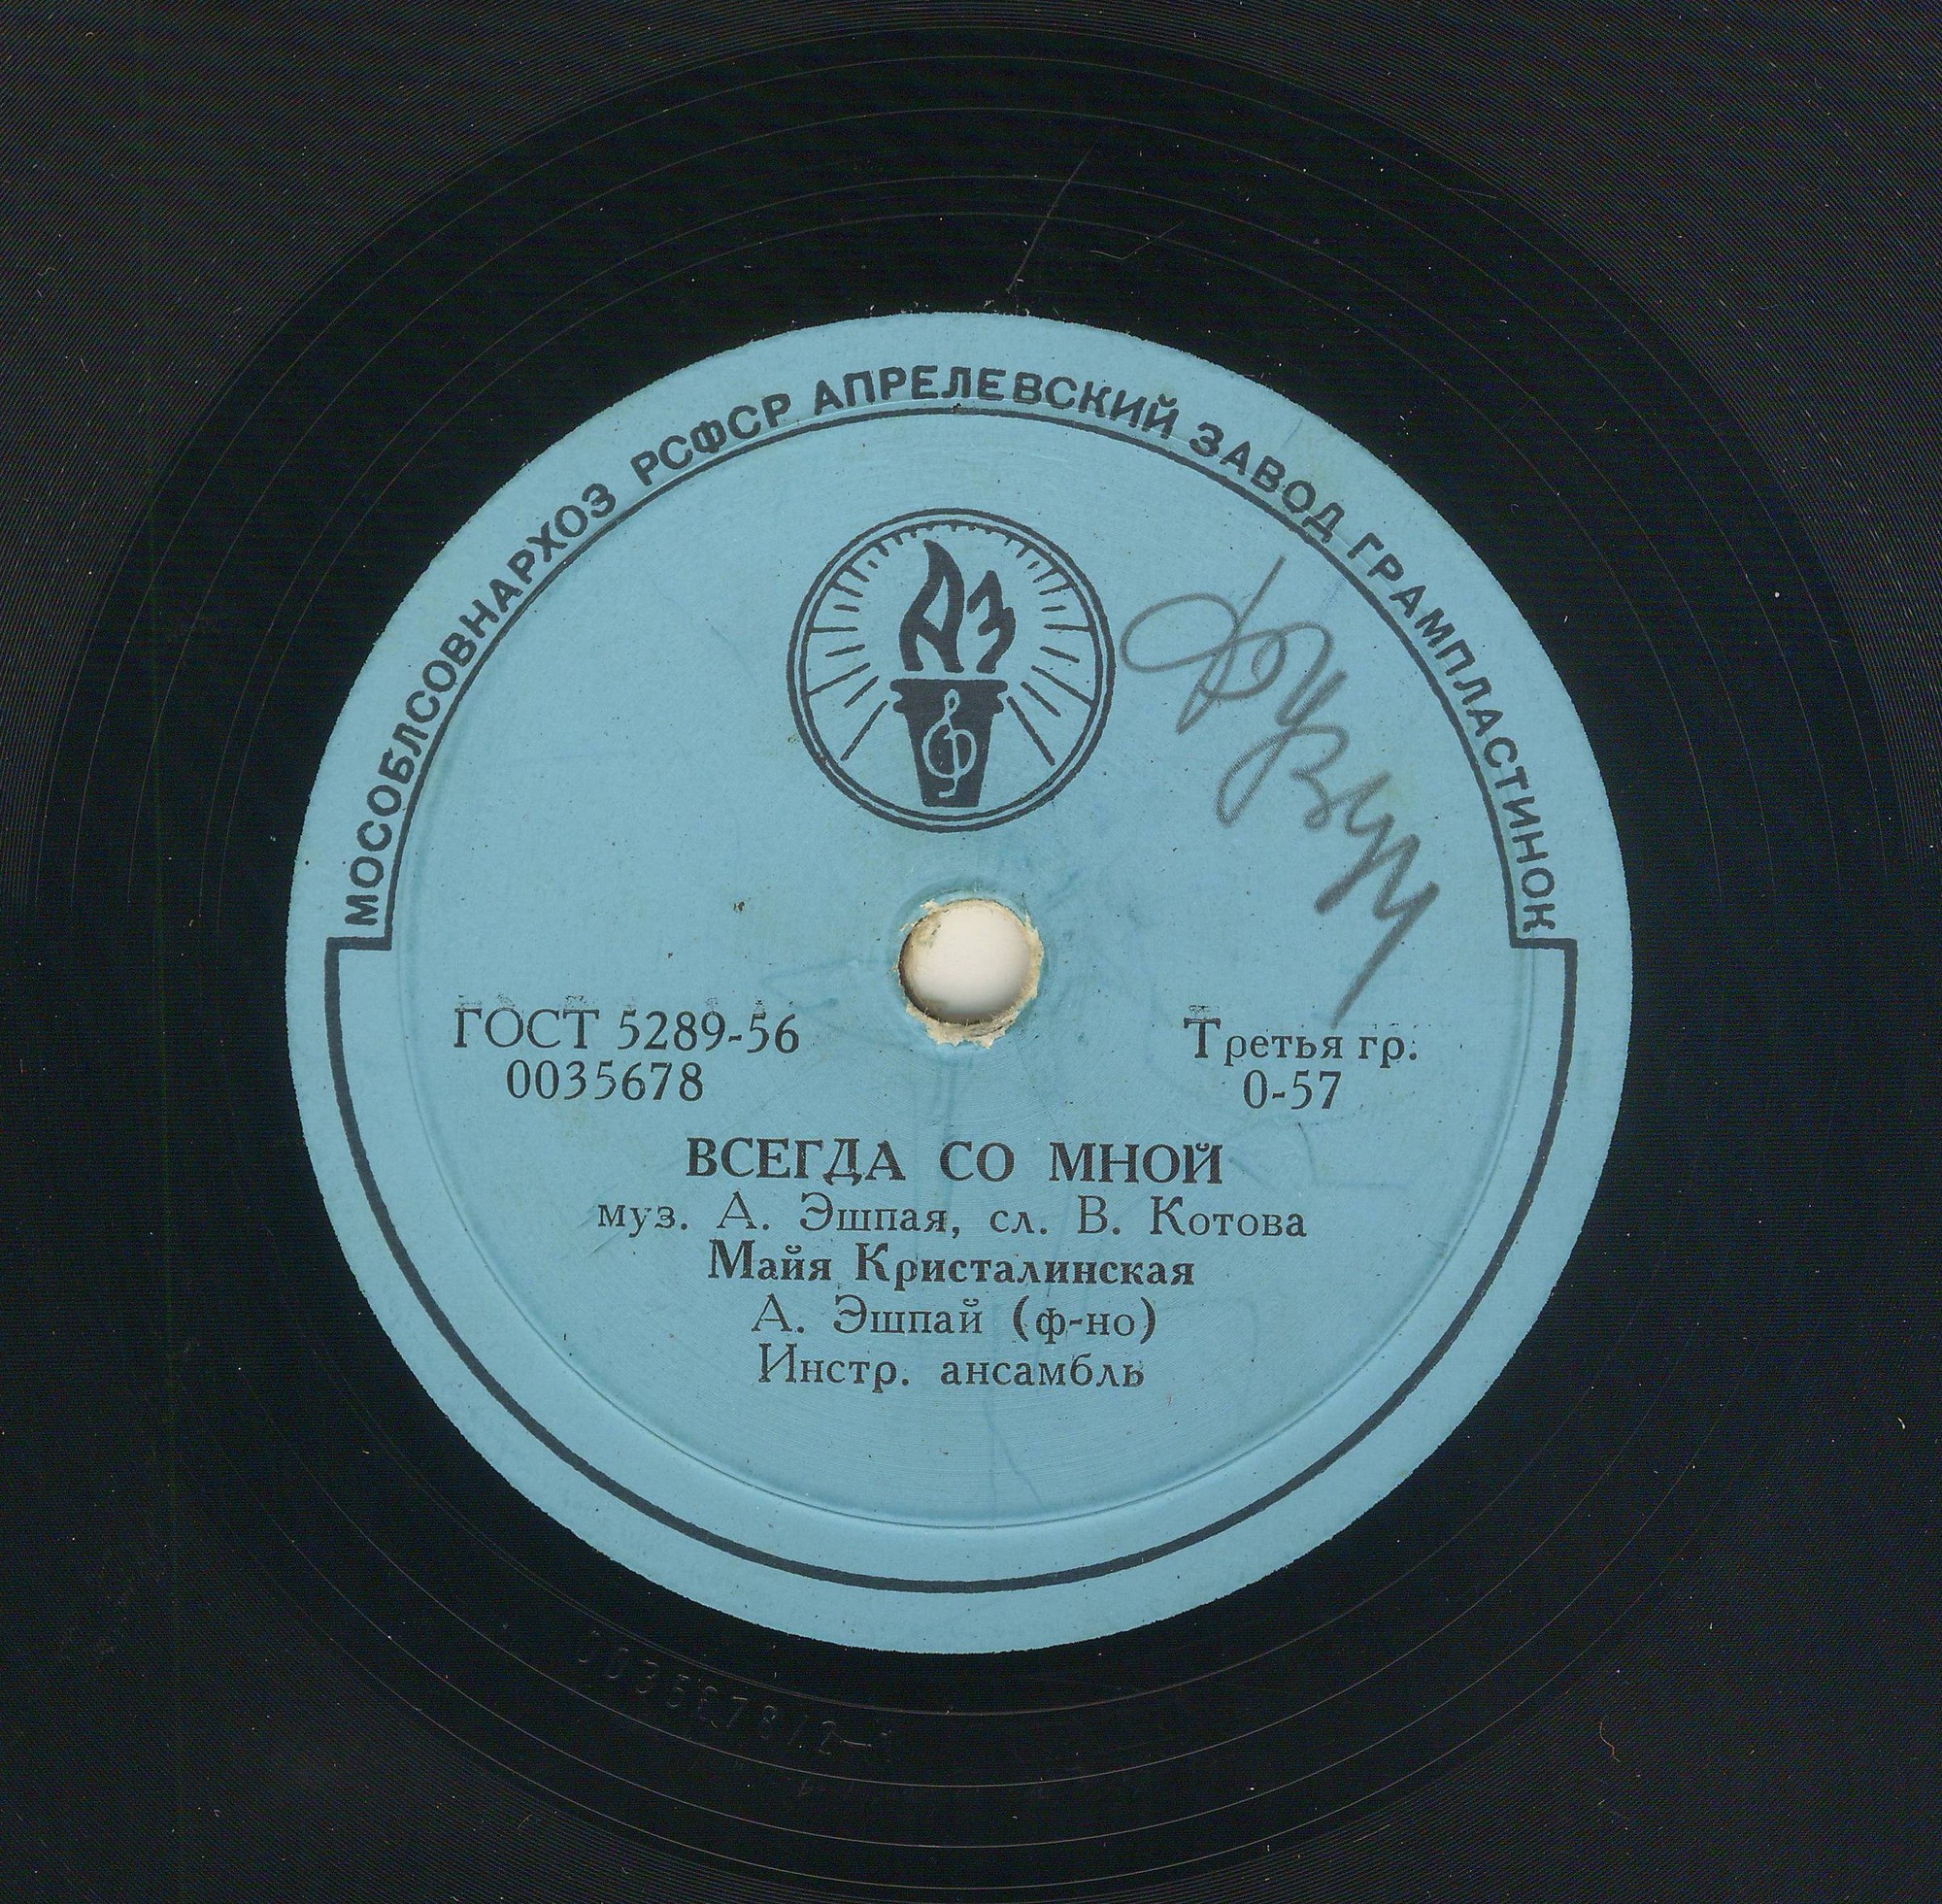 МОСОБЛСОВНАРХОЗ РСФСР АПРЕЛЕВСКИЙ ЗАВОД ГРАМПЛАСТИНОК
АЗ
ГОСТ 5289-56
0035678
Третья гр.
0-57
ВСЕГДА СО МНОЙ
муз. А. Эшпая, сл. В. Котова
Майя Кристалинская
А. Эшпай (ф-но)
Инстр. ансамбль